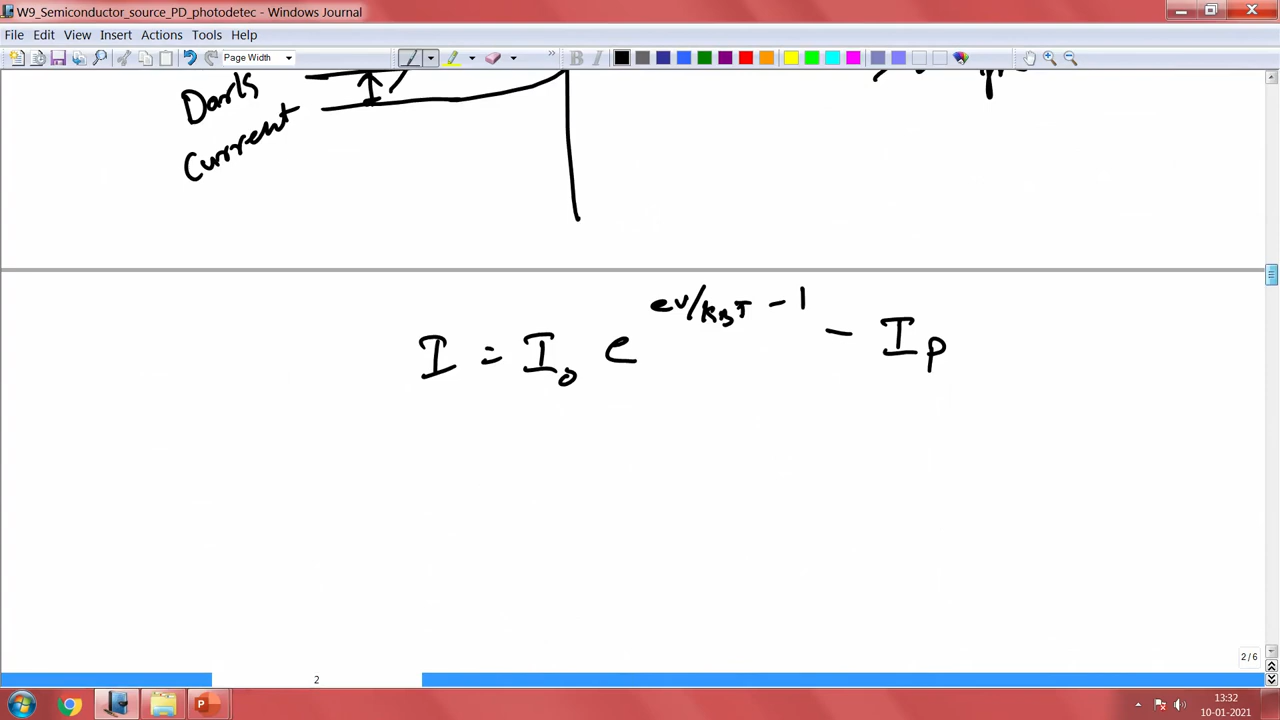 W9_Semiconductor_source_PD_photodetec - Windows Journal
File Edit View Insert Actions Tools Help
Page Width
B I
Dark
Current
I = I₀ e^(eV/k_BT - 1) - I_P
2/6
2
13:32
10-01-2021